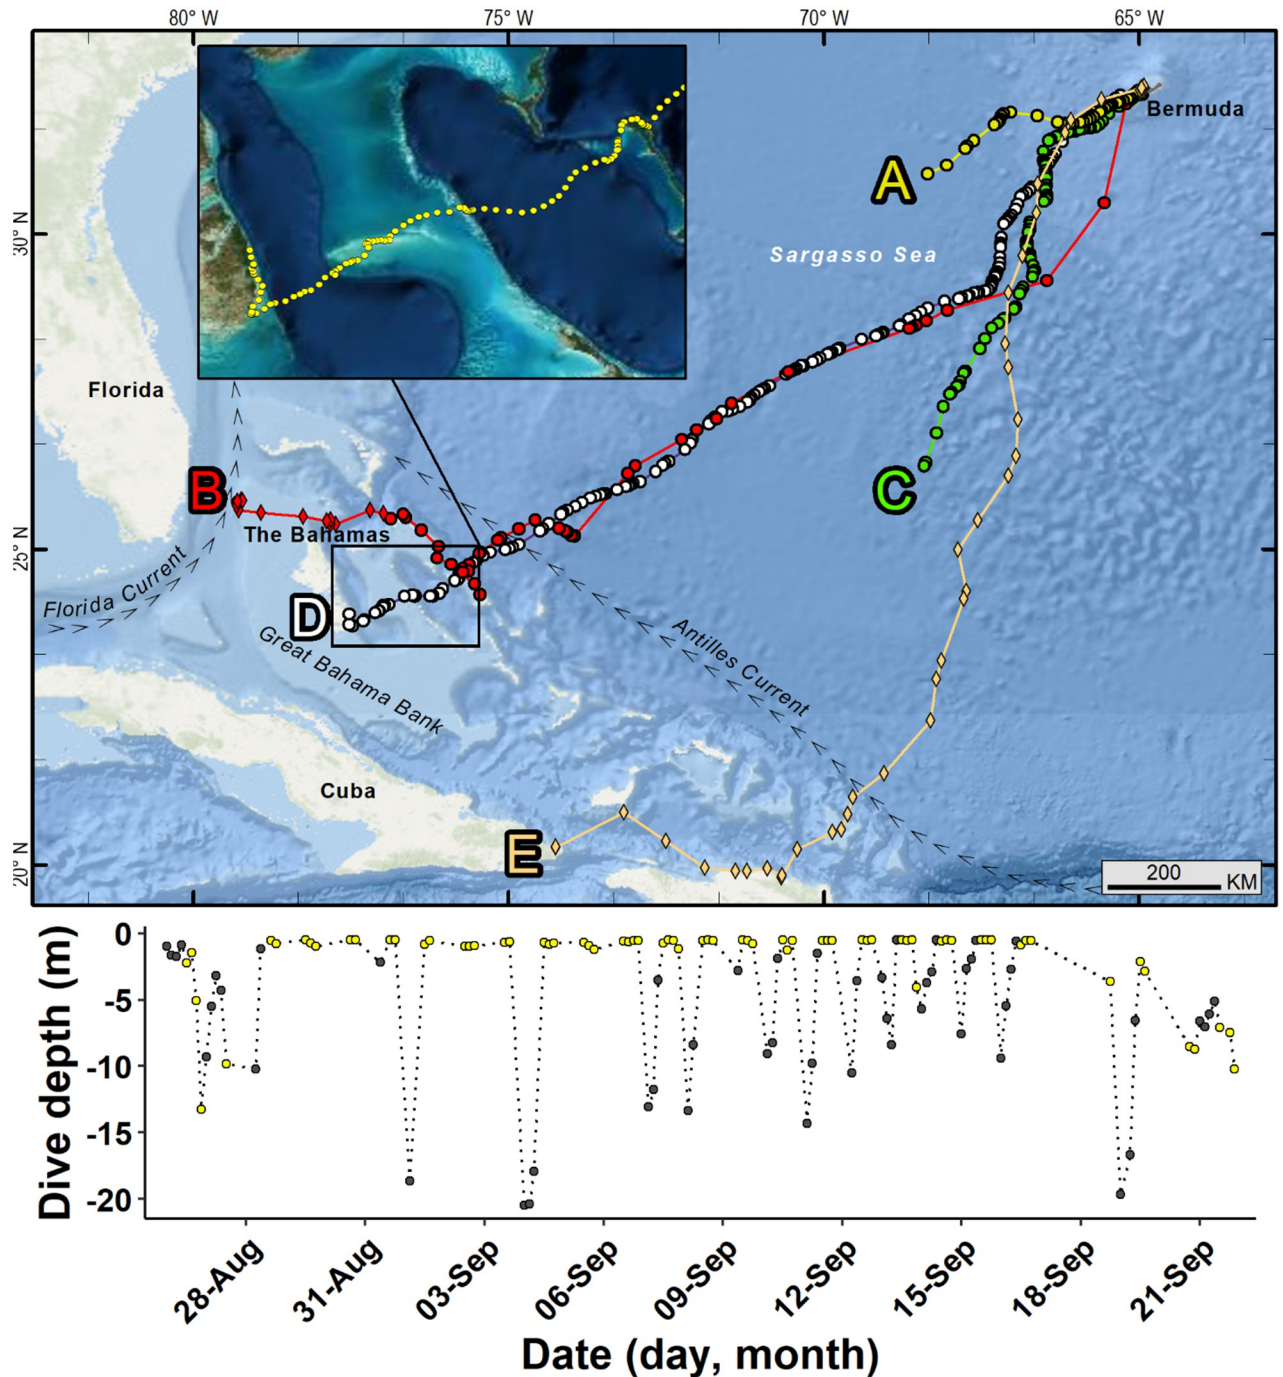 80° W 75° W 70° W 65° W
30° N
25° N
20° N
Bermuda
A
Sargasso Sea
Florida
B
C
The Bahamas
Florida Current
D
Great Bahama Bank
Antilles Current
Cuba
E
200
KM
Dive depth (m)
0
-5
-10
-15
-20
28-Aug 31-Aug 03-Sep 06-Sep 09-Sep 12-Sep 15-Sep 18-Sep 21-Sep
Date (day, month)